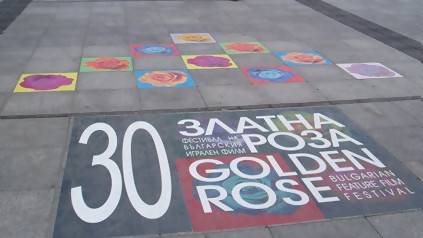 30
ЗЛАТНА
ФЕСТИВАЛ НА
БЪЛГАРСКИЯ
ИГРАЛЕН ФИЛМ
РОЗА
GOLDEN
ROSE
BULGARIAN
FEATURE FILM
FESTIVAL